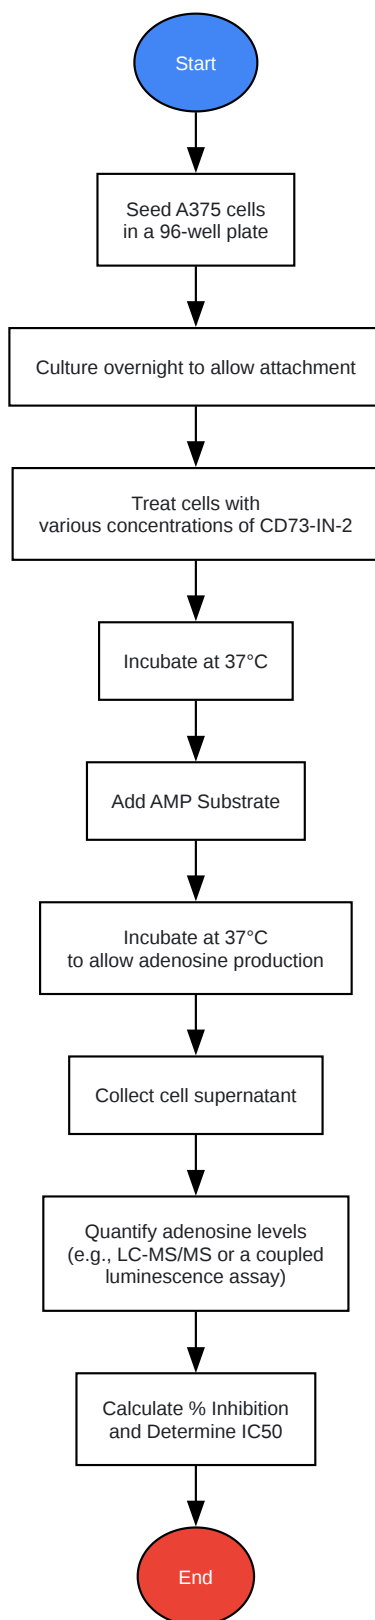 Start
Seed A375 cells
in a 96-well plate
Culture overnight to allow attachment
Treat cells with
various concentrations of CD73-IN-2
Incubate at 37°C
Add AMP Substrate
Incubate at 37°C
to allow adenosine production
Collect cell supernatant
Quantify adenosine levels
(e.g., LC-MS/MS or a coupled
luminescence assay)
Calculate % Inhibition
and Determine IC50
End